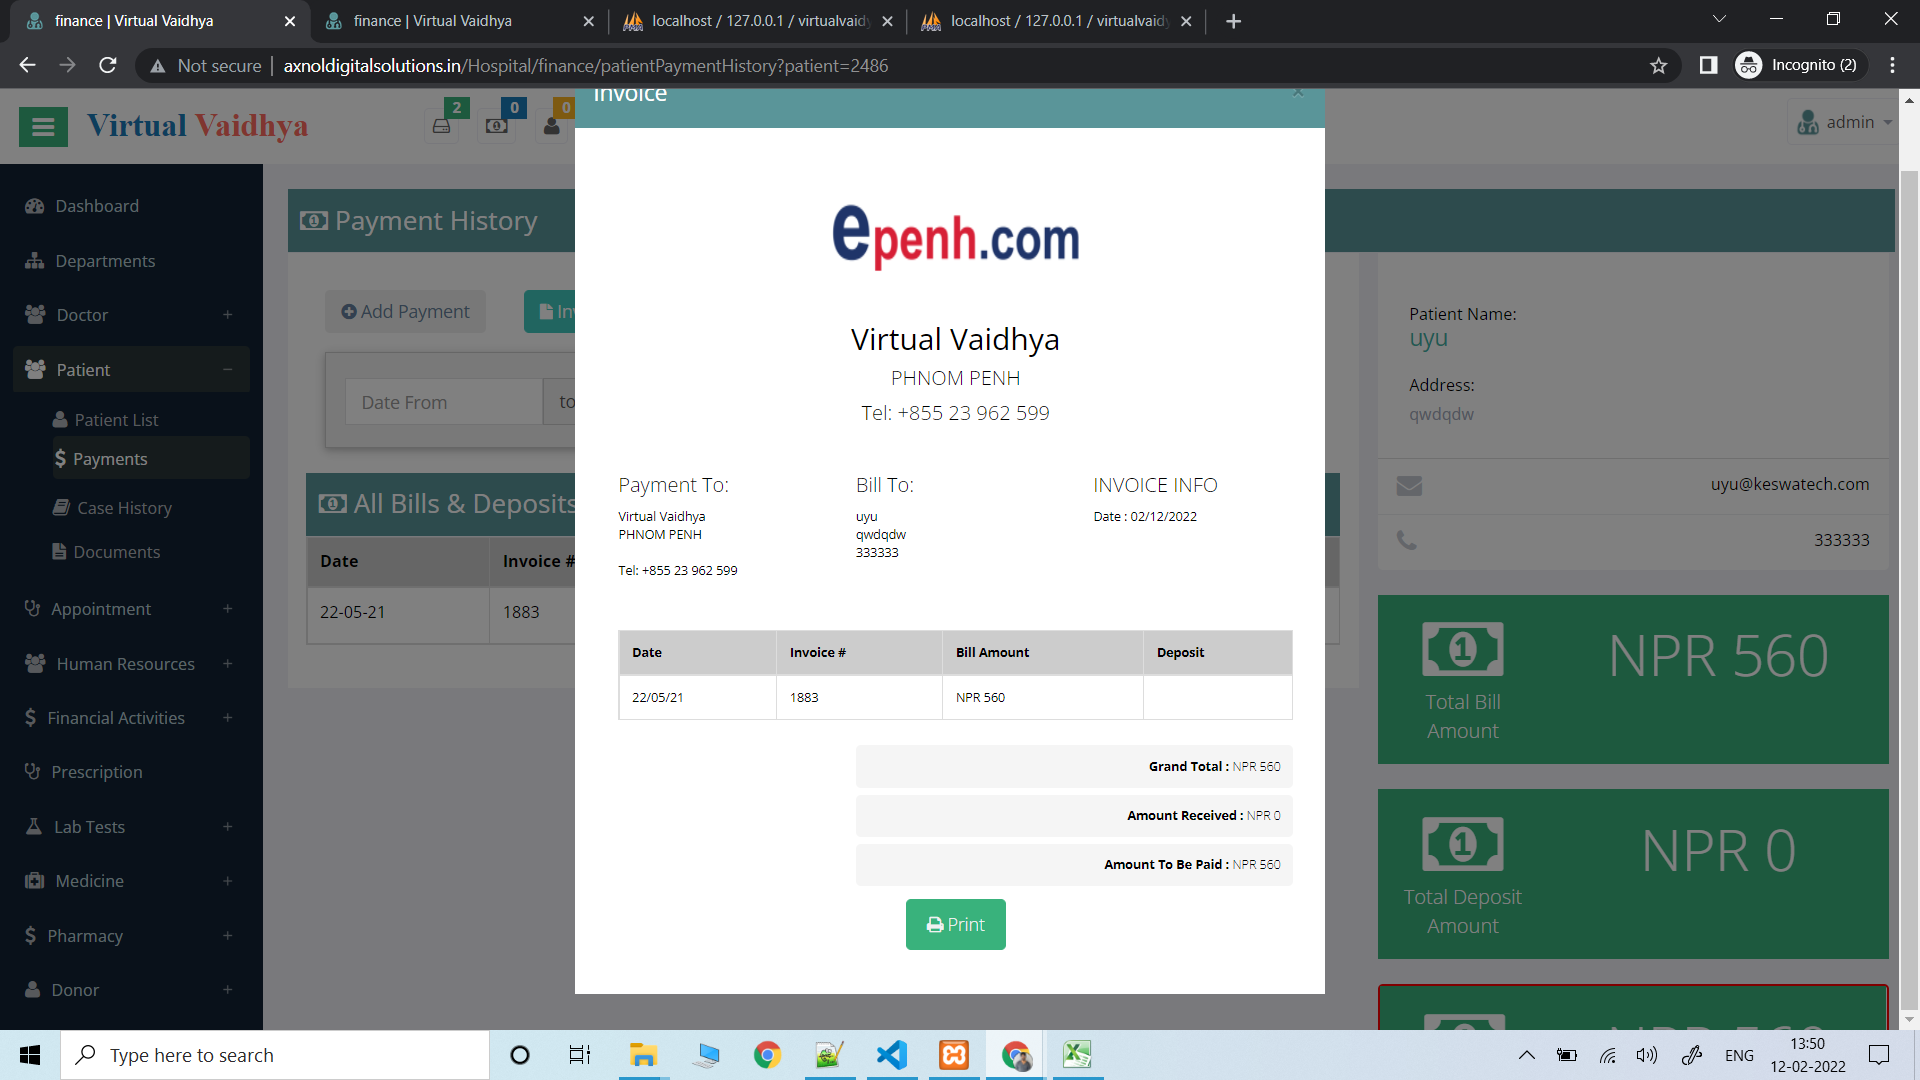 finance | Virtual Vaidhya
finance | Virtual Vaidhya
localhost / 127.0.0.1 / virtualvaidy
localhost / 127.0.0.1 / virtualvaidy
Not secure
axnoldigitalsolutions.in/Hospital/finance/patientPaymentHistory?patient=2486
Incognito (2)
Virtual Vaidhya
2
0
0
admin
Dashboard
Departments
Doctor
Patient
Patient List
$ Payments
Case History
Documents
Appointment
Human Resources
$ Financial Activities
Prescription
Lab Tests
Medicine
$ Pharmacy
Donor
Payment History
Add Payment
Inv
Date From
to
All Bills & Deposits
Date
Invoice #
22-05-21
1883
Invoice
×
epenh.com
Virtual Vaidhya
PHNOM PENH
Tel: +855 23 962 599
Payment To:
Virtual Vaidhya
PHNOM PENH
Tel: +855 23 962 599
Bill To:
uyu
qwdqdw
333333
INVOICE INFO
Date : 02/12/2022
Date Invoice # Bill Amount Deposit
22/05/21 1883 NPR 560
Grand Total : NPR 560
Amount Received : NPR 0
Amount To Be Paid : NPR 560
Print
Patient Name:
uyu
Address:
qwdqdw
uyu@keswatech.com
333333
NPR 560
Total Bill
Amount
NPR 0
Total Deposit
Amount
NPR 560
Type here to search
ENG
13:50
12-02-2022